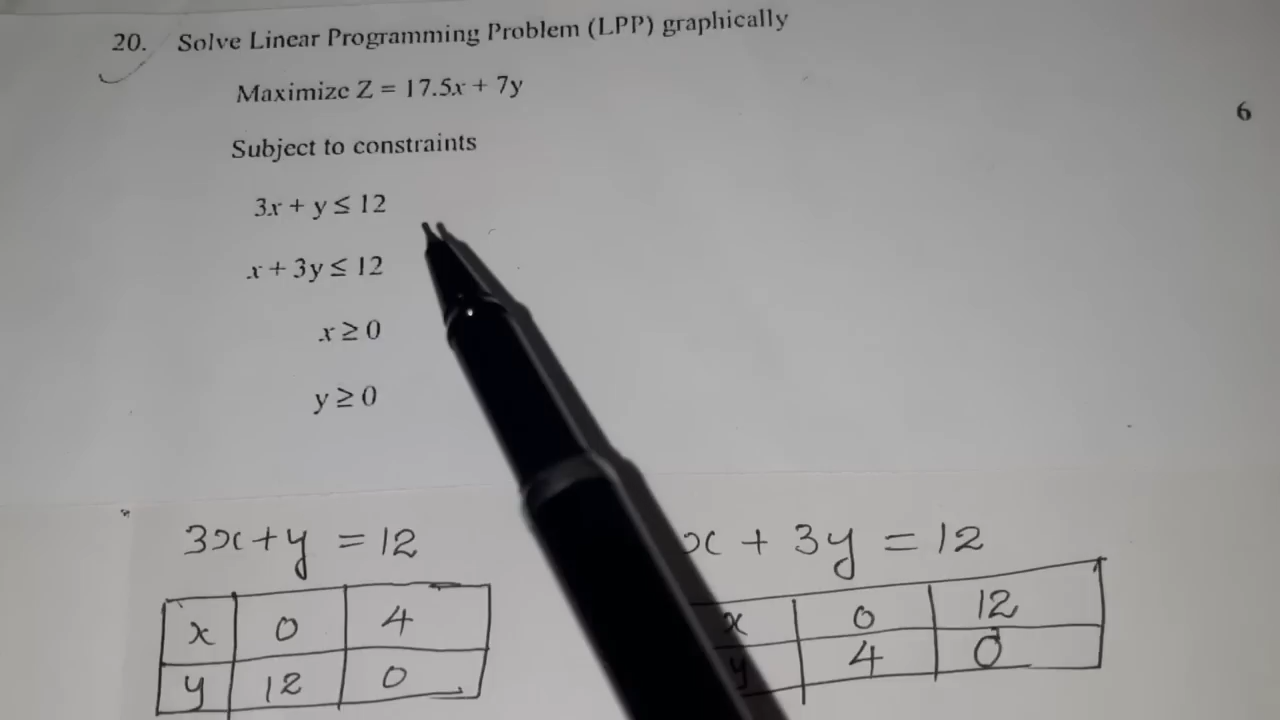 20. Solve Linear Programming Problem (LPP) graphically
Maximize Z = 17.5x + 7y
6
Subject to constraints
3x + y ≤ 12
x + 3y ≤ 12
x ≥ 0
y ≥ 0
3x + y = 12
x + 3y = 12
x 0 4
y 12 0
x 0 12
y 4 0